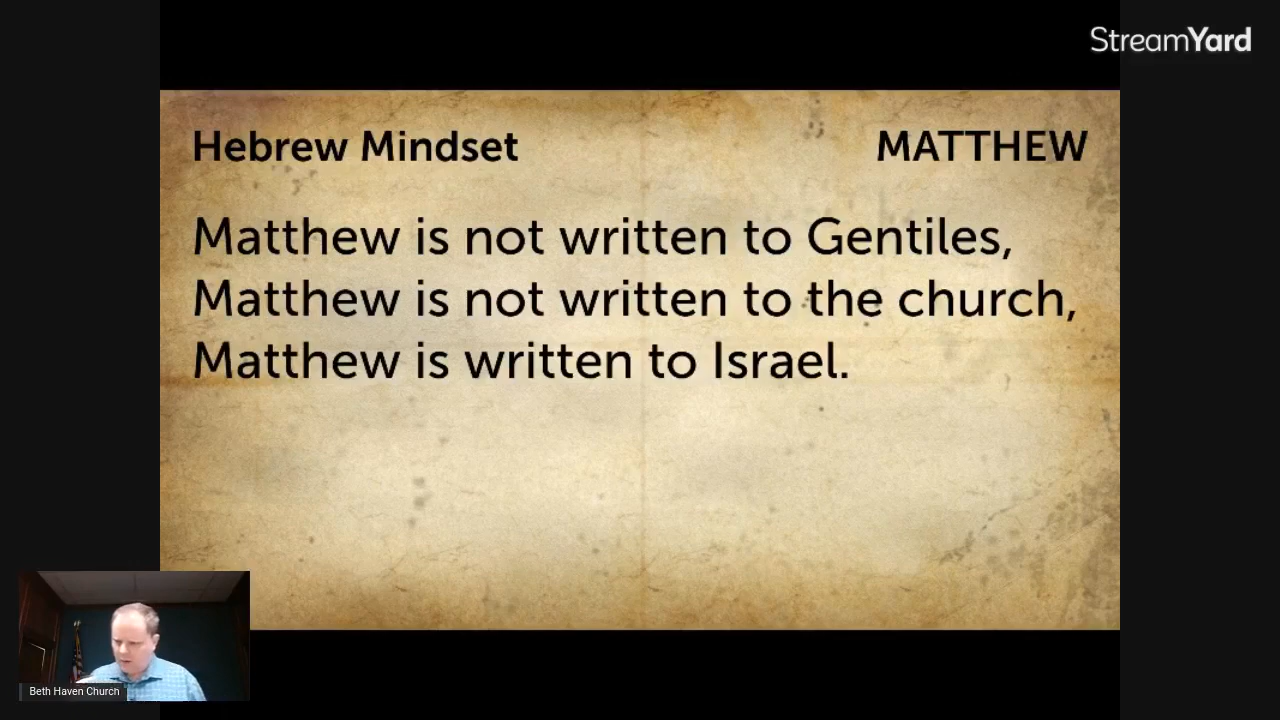 StreamYard
Hebrew Mindset
MATTHEW
Matthew is not written to Gentiles,
Matthew is not written to the church,
Matthew is written to Israel.
Beth Haven Church